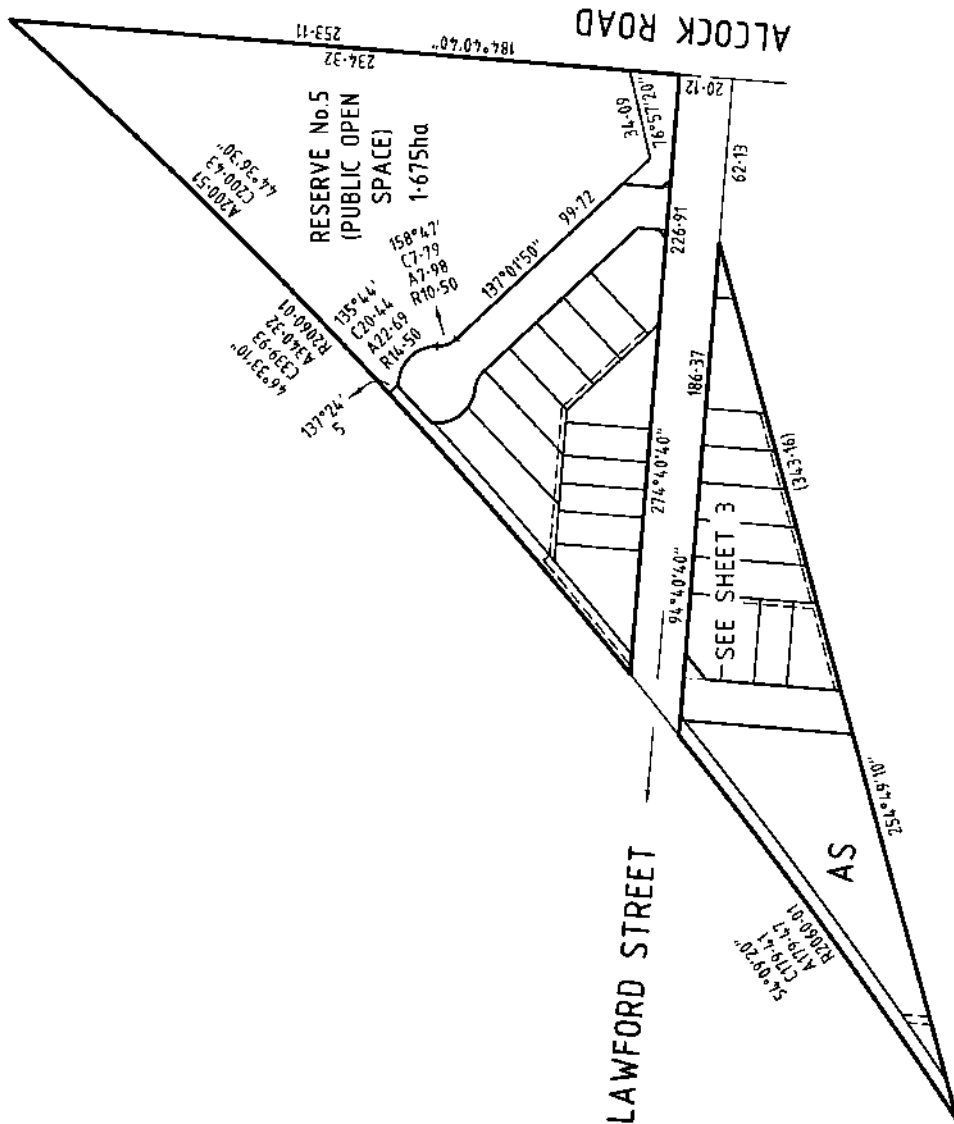 ALCOCK ROAD
253·11
234·32
184°40'40"
RESERVE No.5
(PUBLIC OPEN
SPACE)
1·675ha
A200·51
C200·43
44°36'30"
R2060·01
A340·32
C339·93
46°33'10"
137°24'
5
135°44'
C20·44
A22·69
R14·50
158°47'
C7·79
A7·98
R10·50
137°01'50"
99·72
34·09
76°57'20"
20·12
62·13
226·91
186·37
274°40'40"
94°40'40"
(343·16)
SEE SHEET 3
254°49'10"
AS
LAWFORD STREET
R2060·01
A179·47
C179·41
54°09'20"